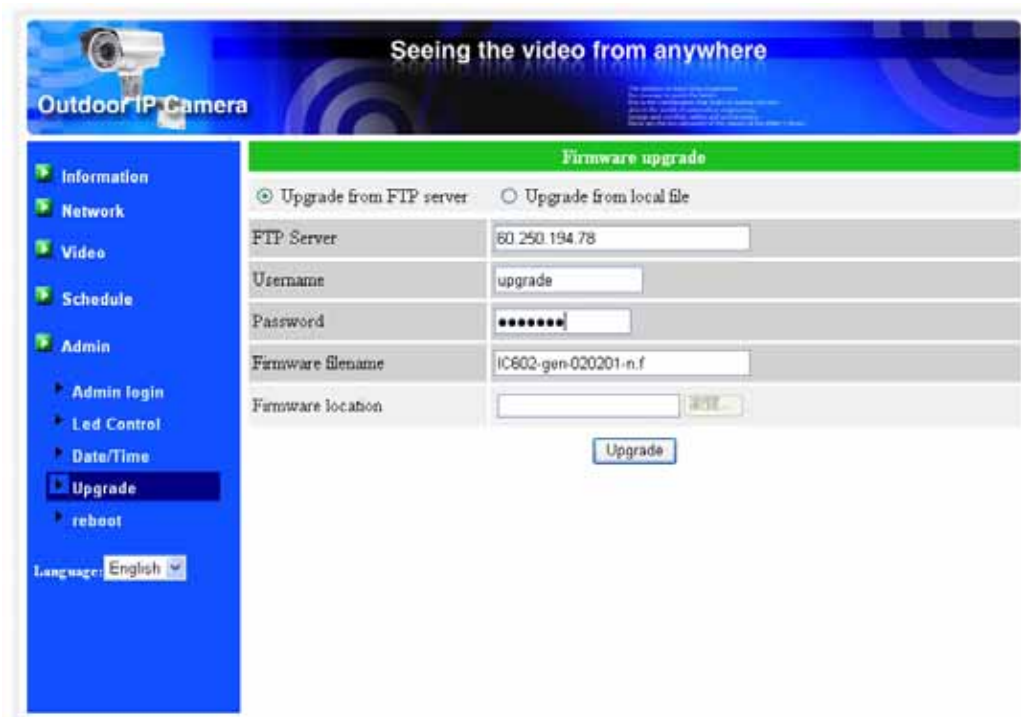 Seeing the video from anywhere
Outdoor IP Camera
Information
Network
Video
Schedule
Admin
Admin login
Led Control
Date/Time
Upgrade
reboot
Language: English
Firmware upgrade
Upgrade from FTP server Upgrade from local file
FTP Server 60.250.194.78
Username upgrade
Password ●●●●●●●
Firmware filename IC602-gen-020201-n.f
Firmware location
Upgrade